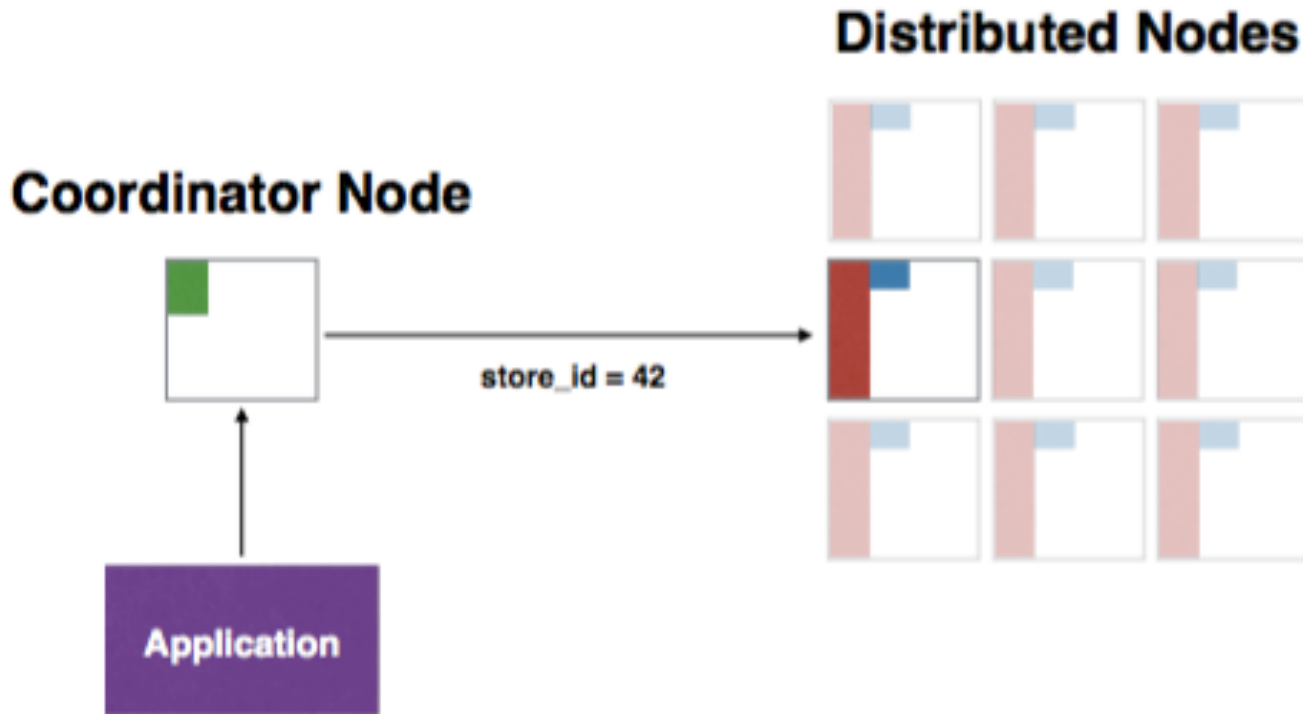 Distributed Nodes
Coordinator Node
store_id = 42
Application